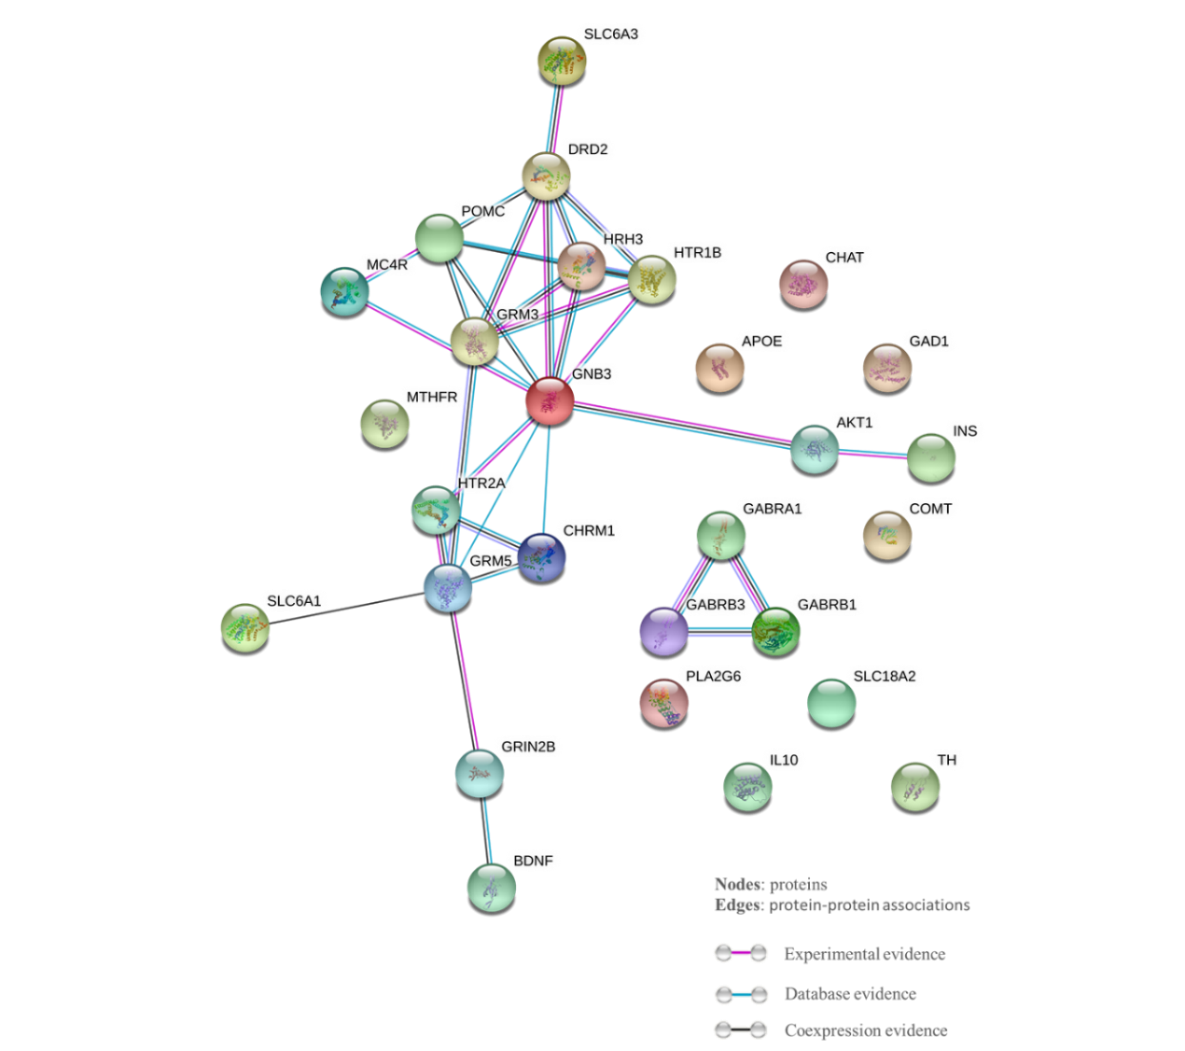 SLC6A3
DRD2
POMC
HRH3
HTR1B
CHAT
MC4R
GRM3
APOE
GAD1
GNB3
MTHFR
AKT1
INS
HTR2A
GABRA1
COMT
CHRM1
GRM5
SLC6A1
GABRB3
GABRB1
PLA2G6
SLC18A2
GRIN2B
IL10
TH
BDNF
Nodes: proteins
Edges: protein-protein associations
Experimental evidence
Database evidence
Coexpression evidence